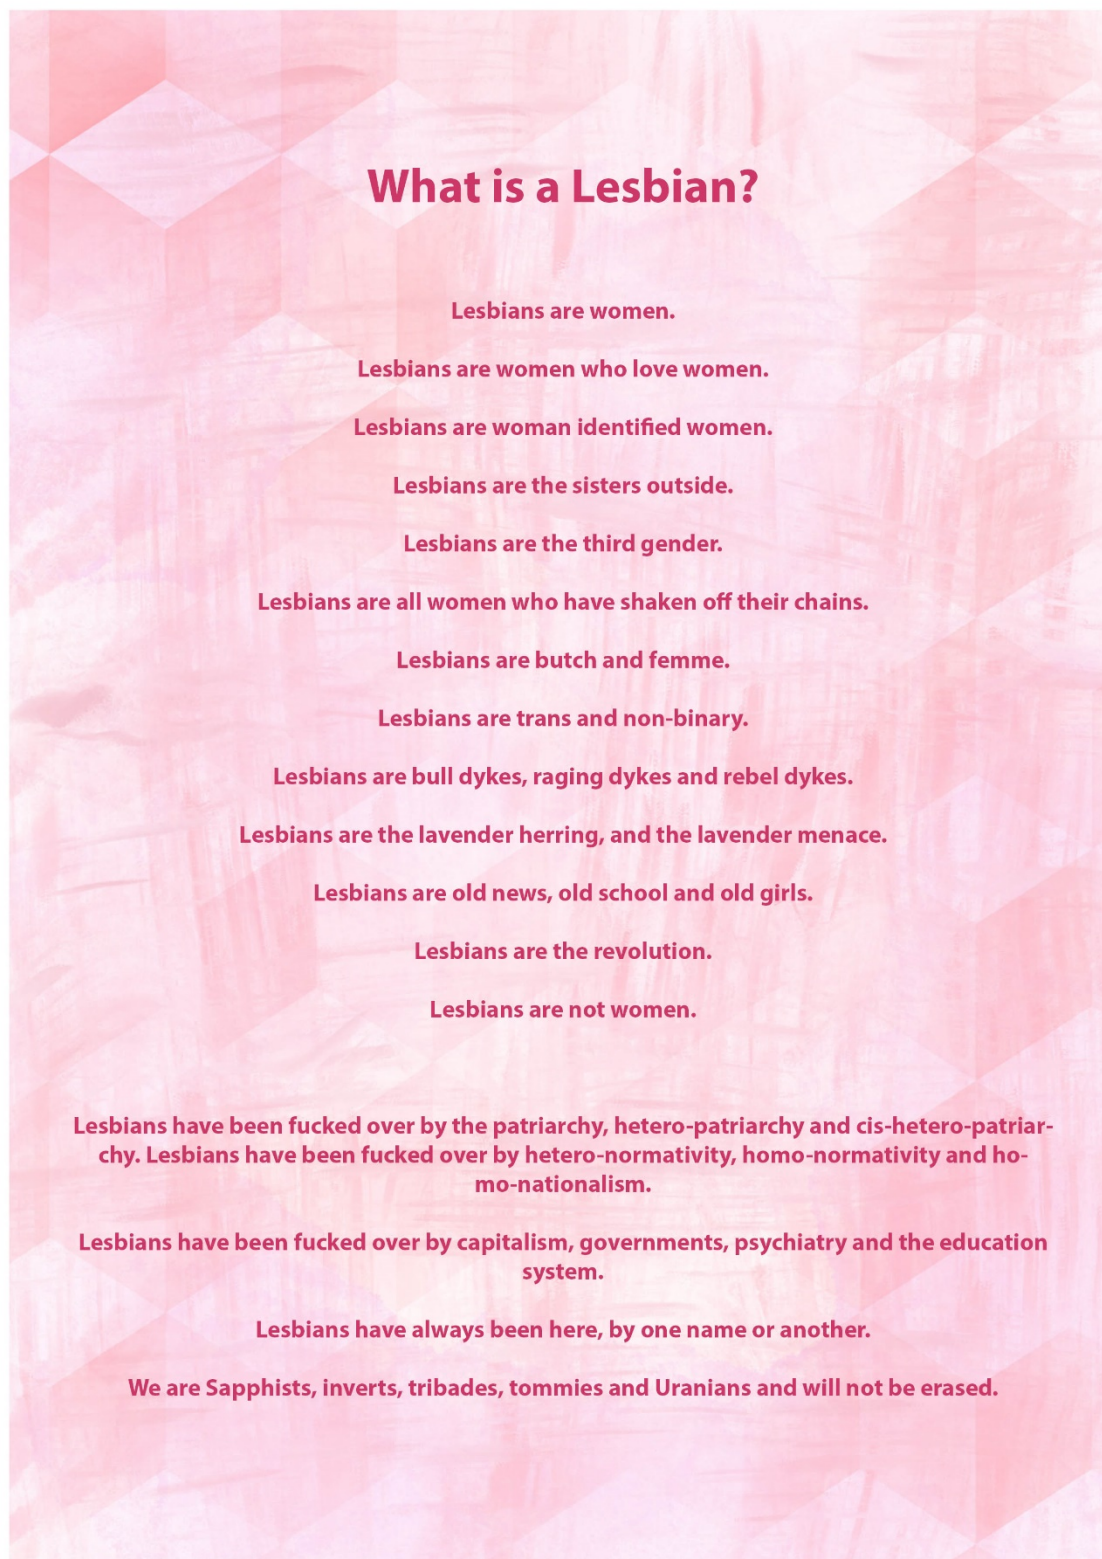 What is a Lesbian?
Lesbians are women.
Lesbians are women who love women.
Lesbians are woman identified women.
Lesbians are the sisters outside.
Lesbians are the third gender.
Lesbians are all women who have shaken off their chains.
Lesbians are butch and femme.
Lesbians are trans and non-binary.
Lesbians are bull dykes, raging dykes and rebel dykes.
Lesbians are the lavender herring, and the lavender menace.
Lesbians are old news, old school and old girls.
Lesbians are the revolution.
Lesbians are not women.
Lesbians have been fucked over by the patriarchy, hetero-patriarchy and cis-hetero-patriar-
chy. Lesbians have been fucked over by hetero-normativity, homo-normativity and ho-
mo-nationalism.
Lesbians have been fucked over by capitalism, governments, psychiatry and the education
system.
Lesbians have always been here, by one name or another.
We are Sapphists, inverts, tribades, tommies and Uranians and will not be erased.